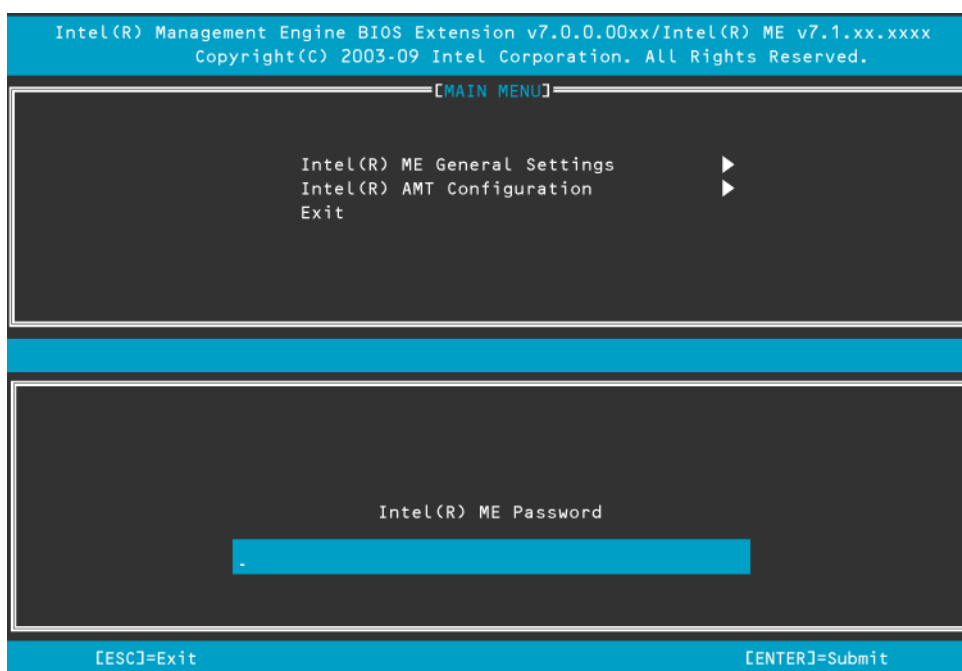 Intel(R) Management Engine BIOS Extension v7.0.0.00xx/Intel(R) ME v7.1.xx.xxxx
Copyright(C) 2003-09 Intel Corporation. All Rights Reserved.
[MAIN MENU]
Intel(R) ME General Settings
Intel(R) AMT Configuration
Exit
Intel(R) ME Password
[ESC]=Exit [ENTER]=Submit